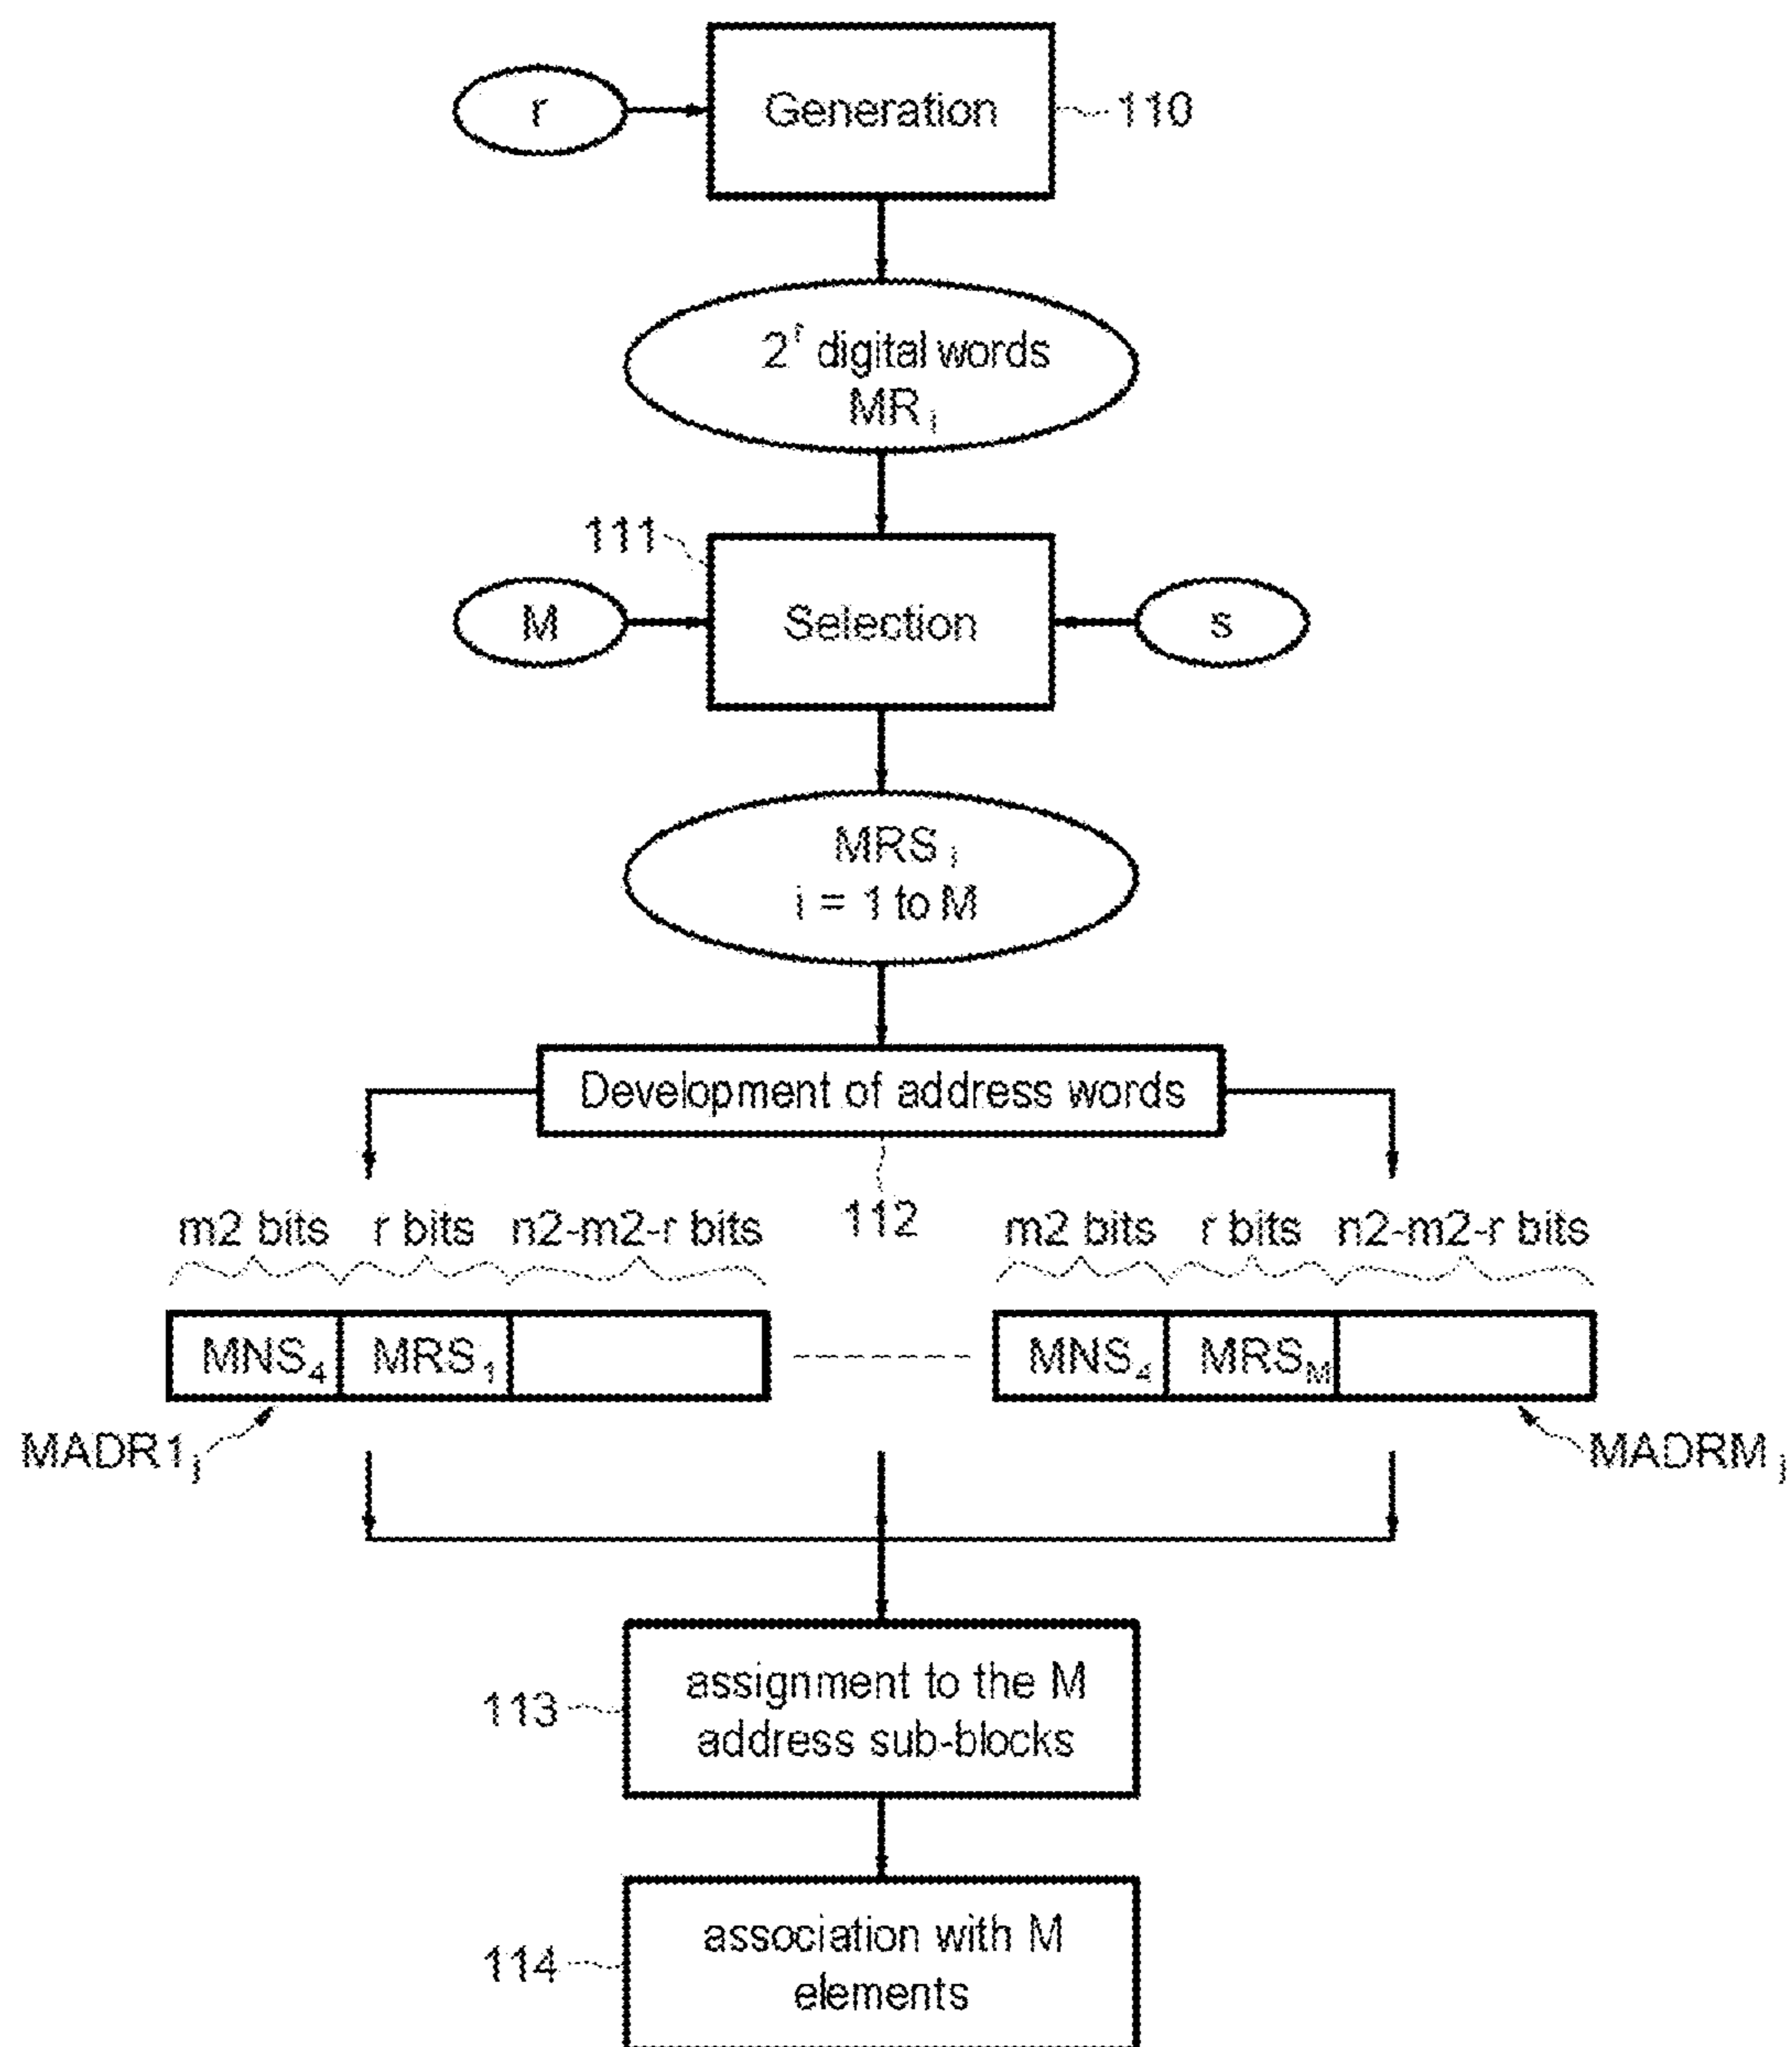 r
Generation
110
2^r digital words
MR_i
111
M
Selection
s
MRS_i
i = 1 to M
Development of address words
112
m2 bits r bits n2-m2-r bits
m2 bits r bits n2-m2-r bits
MNS_4 MRS_1
MNS_4 MRS_M
MADR1_j
MADRM_j
assignment to the M
address sub-blocks
113
association with M
elements
114